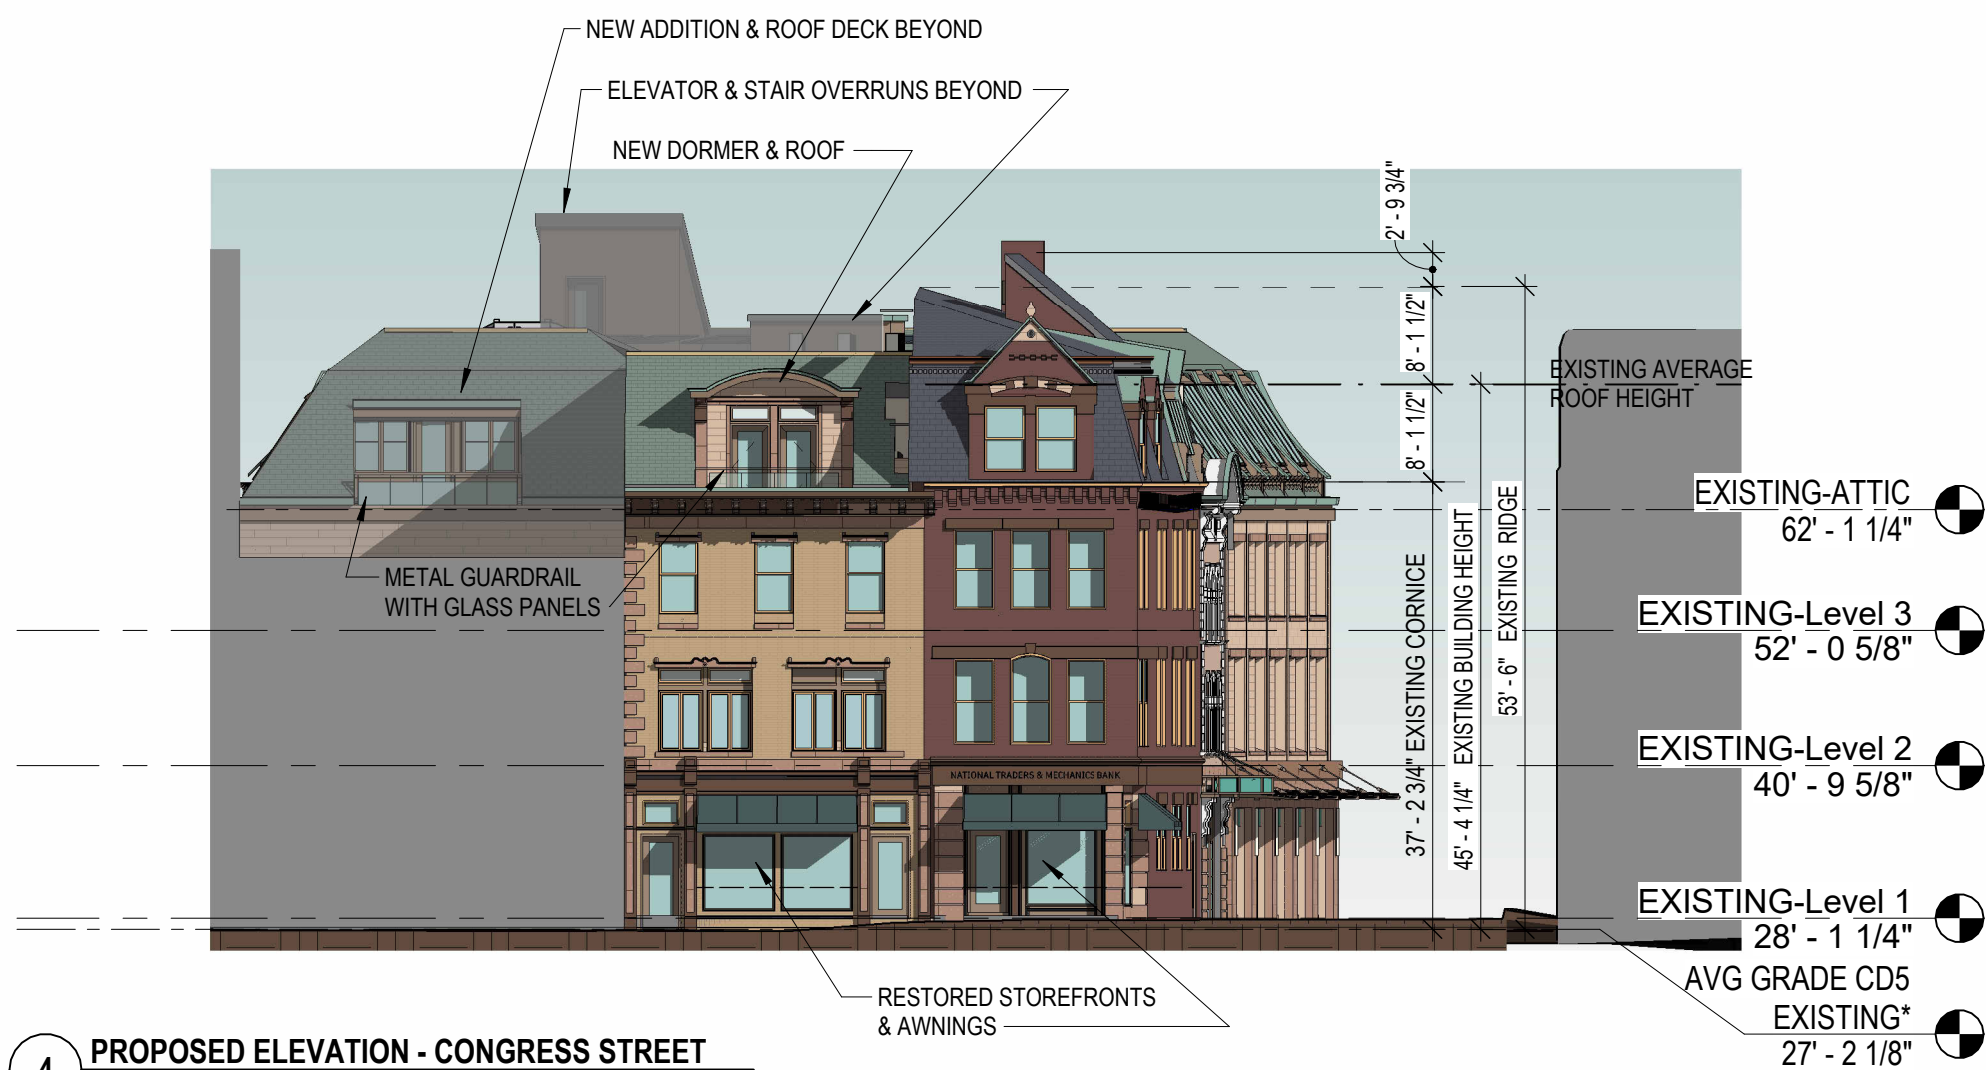 NEW ADDITION & ROOF DECK BEYOND
ELEVATOR & STAIR OVERRUNS BEYOND
NEW DORMER & ROOF
2' - 9 3/4"
8' - 1 1/2"
8' - 1 1/2"
37' - 2 3/4" EXISTING CORNICE
45' - 4 1/4" EXISTING BUILDING HEIGHT
53' - 6" EXISTING RIDGE
EXISTING AVERAGE
ROOF HEIGHT
EXISTING-ATTIC
62' - 1 1/4"
METAL GUARDRAIL
WITH GLASS PANELS
EXISTING-Level 3
52' - 0 5/8"
EXISTING-Level 2
40' - 9 5/8"
NATIONAL TRADERS & MECHANICS BANK
EXISTING-Level 1
28' - 1 1/4"
AVG GRADE CD5
EXISTING*
27' - 2 1/8"
RESTORED STOREFRONTS
& AWNINGS
4
PROPOSED ELEVATION - CONGRESS STREET